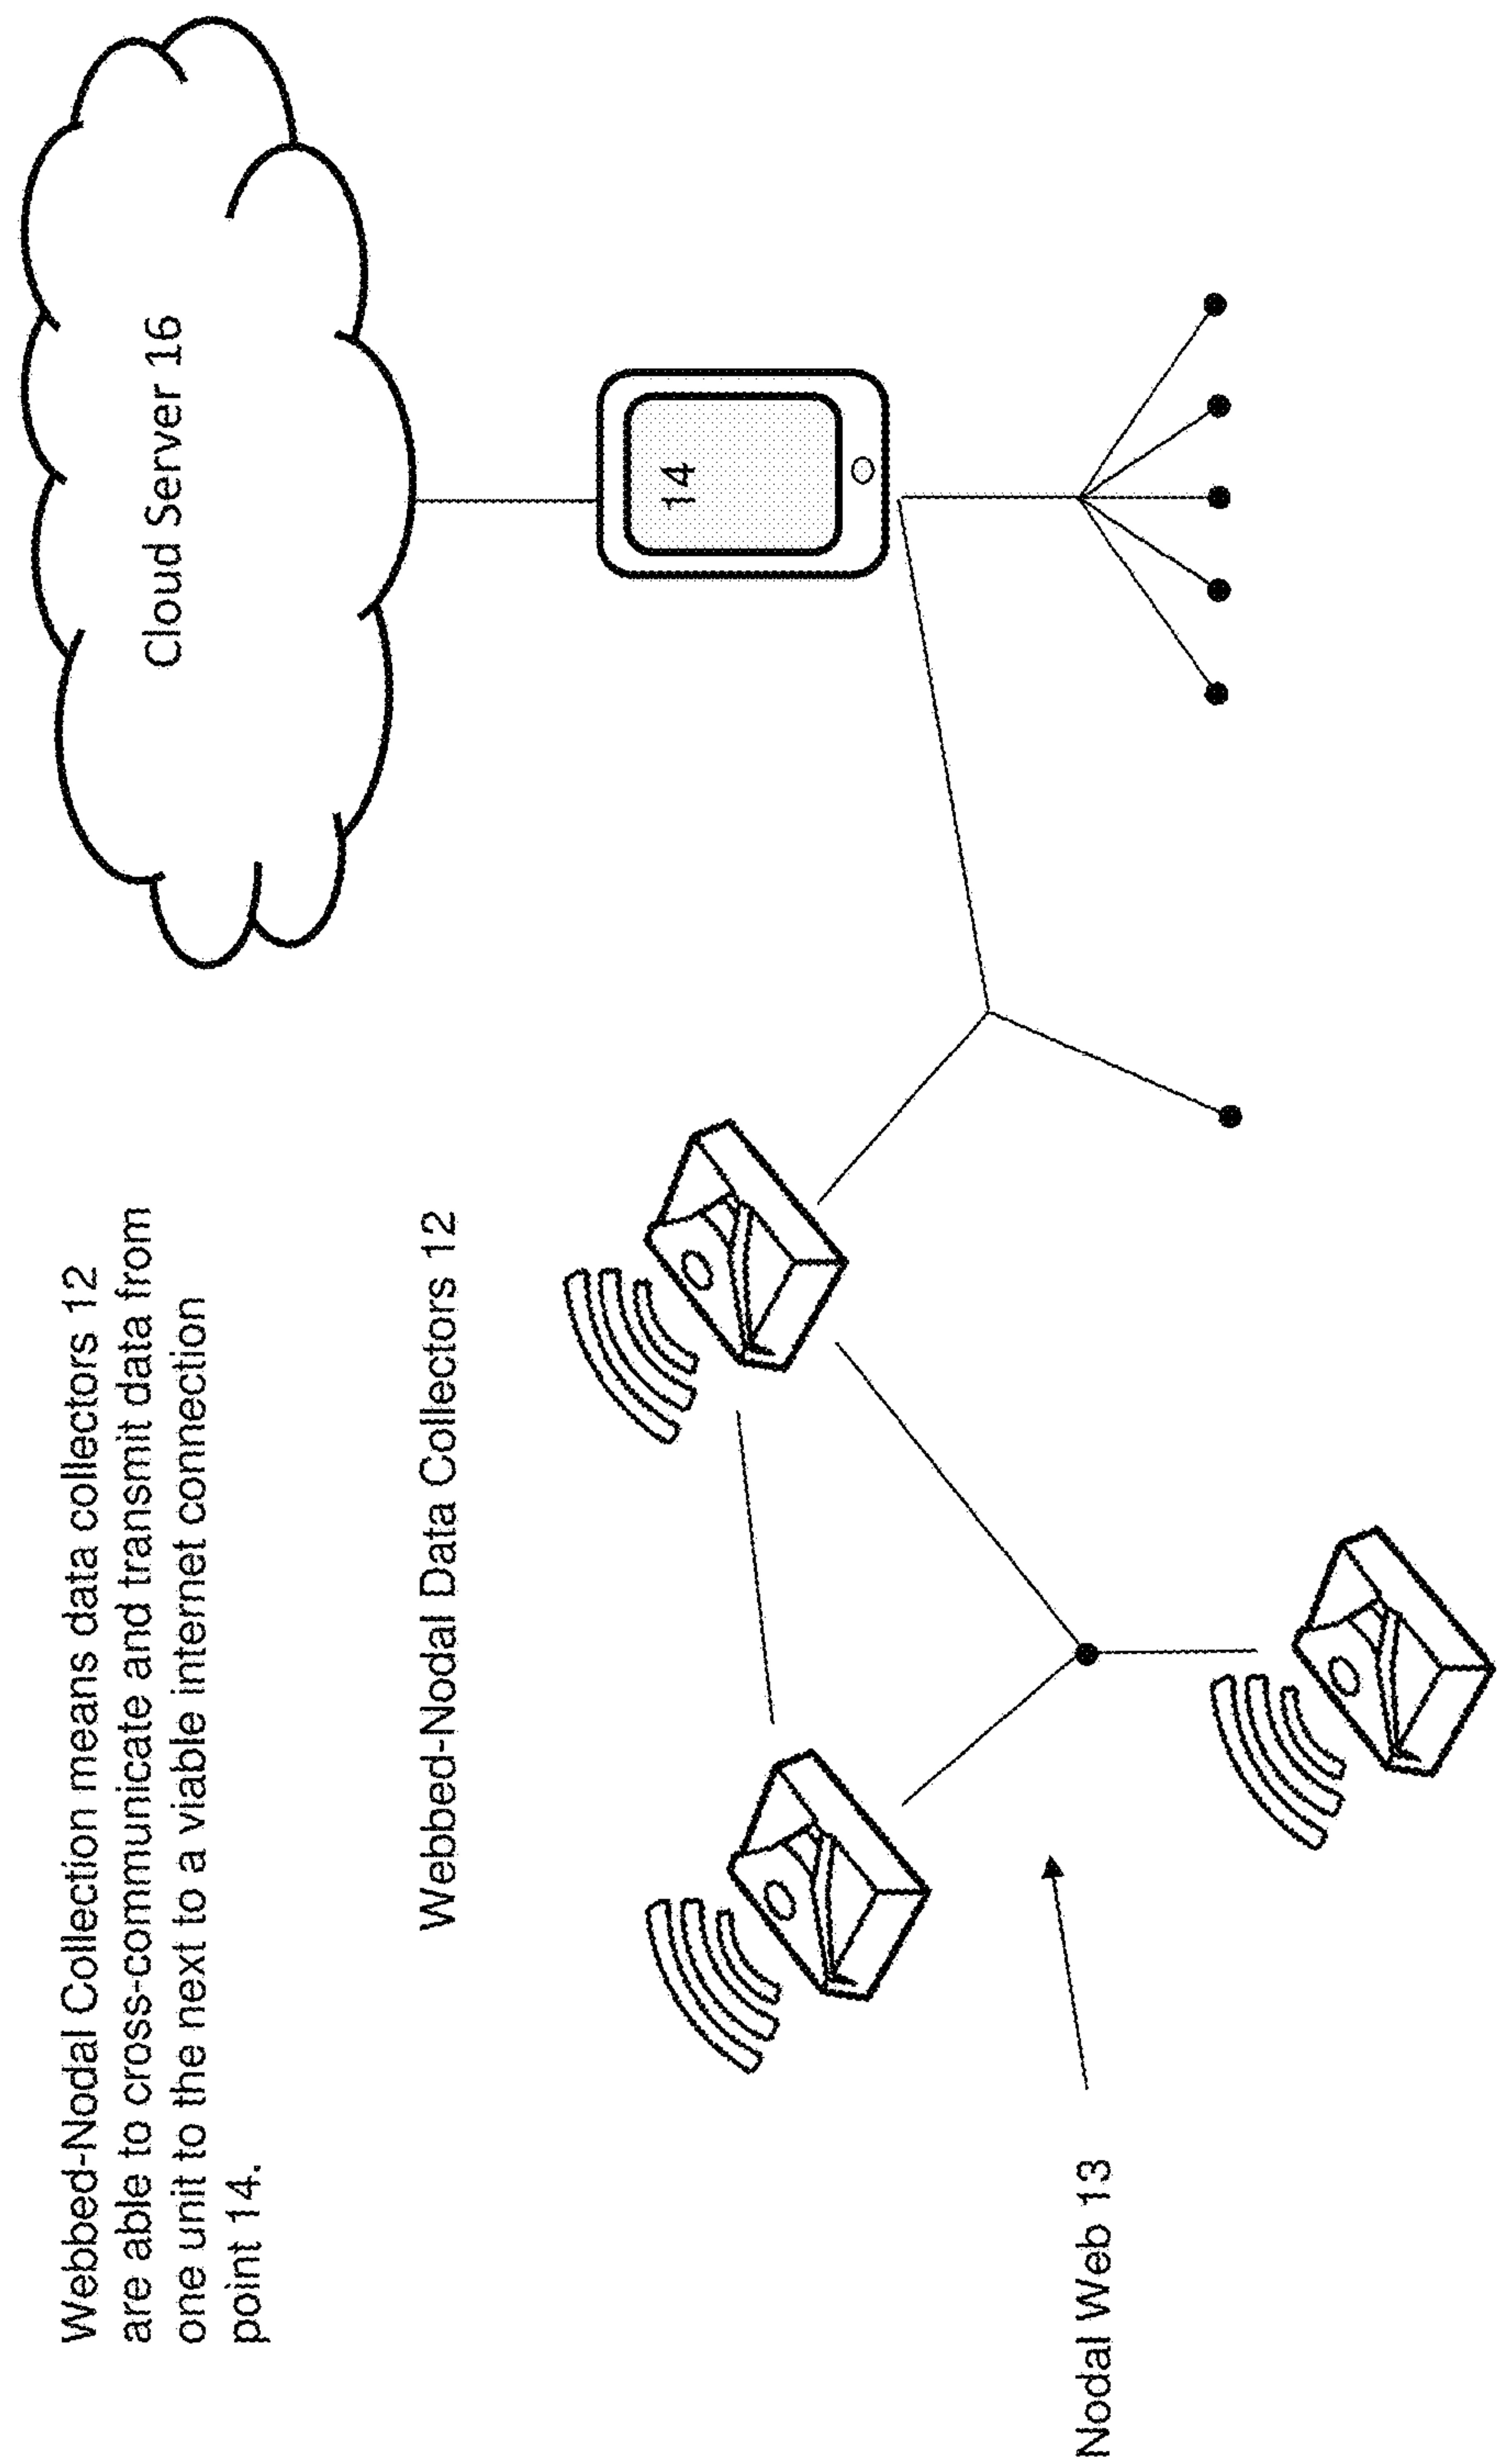 Webbed-Nodal Collection means data collectors 12
are able to cross-communicate and transmit data from
one unit to the next to a viable internet connection
point 14.
Cloud Server 16
Webbed-Nodal Data Collectors 12
14
Nodal Web 13